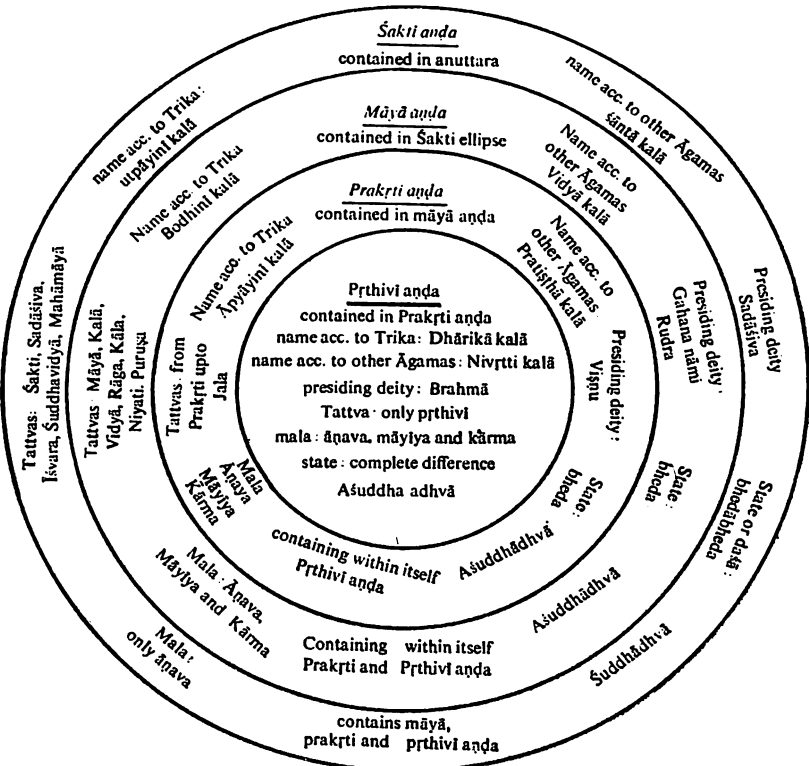 Śakti aṇḍa
contained in anuttara
name acc. to other Āgamas
śāntā kalā
Presiding deity
Sadāśiva
State or daśā :
bhedābheda
Śuddhādhvā
contains māyā,
prakṛti and pṛthivī aṇḍa
Mala :
only āṇava
Tattvas: Śakti, Sadāśiva,
Iśvara, Śuddhavidyā, Mahāmāyā
name acc. to Trika:
utpāyinī kalā
Māyā aṇḍa
contained in Śakti ellipse
Name acc. to
other Āgamas
Vidyā kalā
Presiding deity
Gahana nāmi
Rudra
State :
bheda
Aśuddhādhvā
Containing within itself
Prakṛti and Pṛthivī aṇḍa
Mala : Āṇava,
Māyīya and Kārma
Tattvas Māyā, Kalā,
Vidyā, Rāga, Kāla,
Niyati. Puruṣa
Name acc. to Trika
Bodhinī kalā
Prakṛti aṇḍa
contained in māyā aṇḍa
Name acc. to
other Āgamas
Pratiṣṭhā kalā
Presiding deity :
Viṣṇu
State :
bheda
Aśuddhādhvā
containing within itself
Pṛthivī aṇḍa
Mala
Āṇaya
Māyīya
Kārma
Tattvas from
Prakṛti upto
Jala
Name acc. to Trika
Āpyāyinī kalā
Pṛthivī aṇḍa
contained in Prakṛti aṇḍa
name acc. to Trika: Dhārikā kalā
name acc. to other Āgamas : Nivṛtti kalā
presiding deity : Brahmā
Tattva · only pṛthivī
mala : āṇava, māyīya and kārma
state : complete difference
Aśuddha adhvā